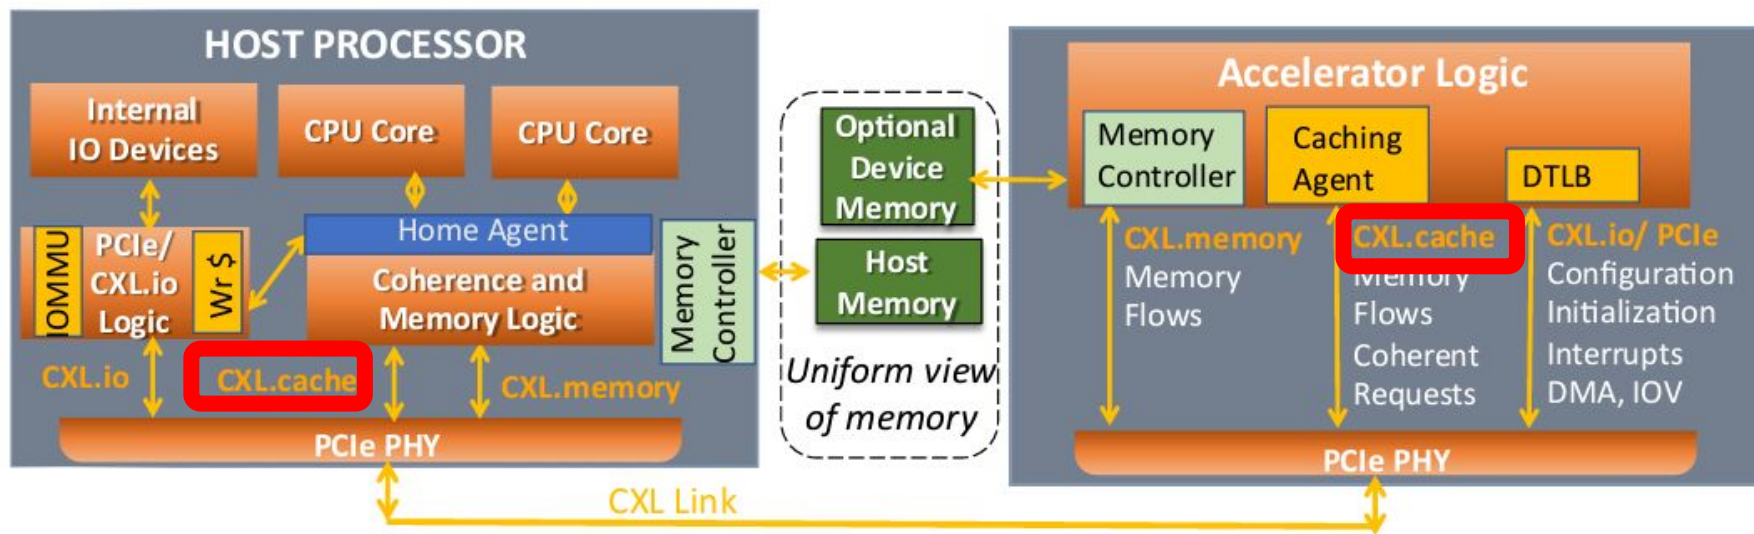 HOST PROCESSOR
Internal
IO Devices
CPU Core
CPU Core
IOMMU
PCIe/
CXL.io
Logic
Wr $
Home Agent
Coherence and
Memory Logic
Memory
Controller
CXL.io
CXL.cache
CXL.memory
PCIe PHY
Optional
Device
Memory
Host
Memory
Uniform view
of memory
Accelerator Logic
Memory
Controller
Caching
Agent
DTLB
CXL.memory
Memory
Flows
CXL.cache
Memory
Flows
Coherent
Requests
CXL.io/ PCIe
Configuration
Initialization
Interrupts
DMA, IOV
PCIe PHY
CXL Link